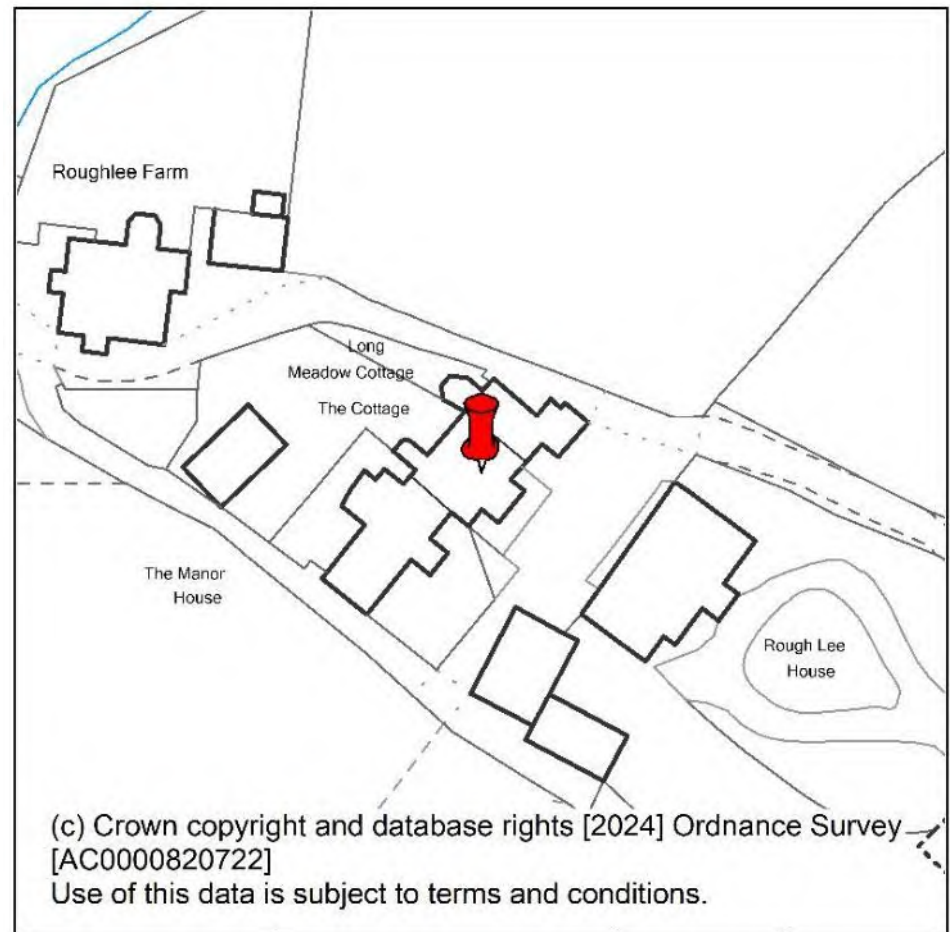 Roughlee Farm
Long
Meadow Cottage
The Cottage
The Manor
House
Rough Lee
House
(c) Crown copyright and database rights [2024] Ordnance Survey
[AC0000820722]
Use of this data is subject to terms and conditions.